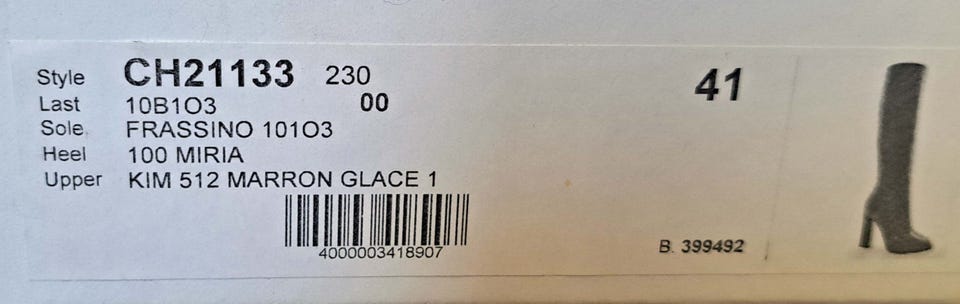 Style CH21133 230 41
Last 10B1O3 00
Sole. FRASSINO 101O3
Heel 100 MIRIA
Upper KIM 512 MARRON GLACE 1
4000003418907
B. 399492